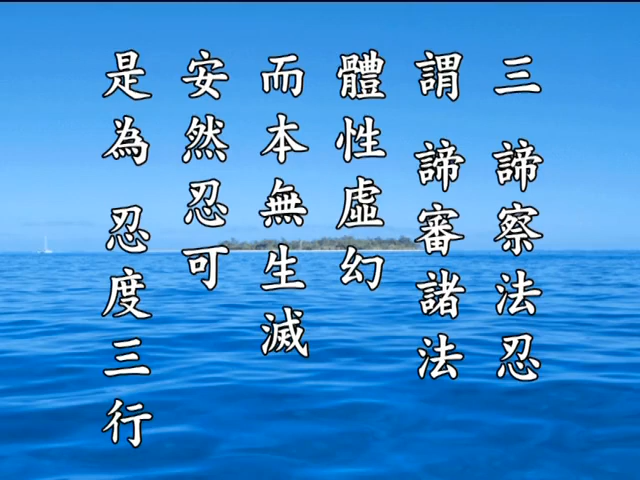 三 諦察法忍
謂 諦審諸法
體性虛幻
而本無生滅
安然忍可
是為 忍度三行